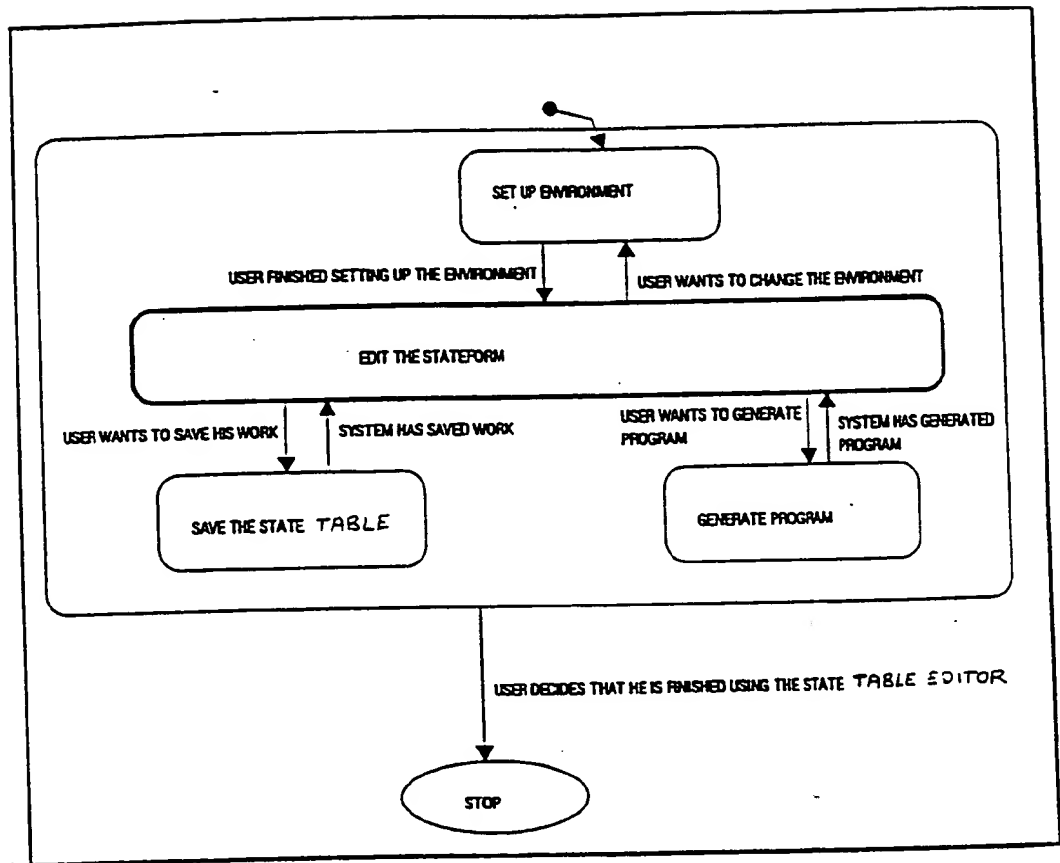 SET UP ENVIRONMENT
USER FINISHED SETTING UP THE ENVIRONMENT
USER WANTS TO CHANGE THE ENVIRONMENT
EDIT THE STATEFORM
USER WANTS TO SAVE HIS WORK
SYSTEM HAS SAVED WORK
USER WANTS TO GENERATE
PROGRAM
SYSTEM HAS GENERATED
PROGRAM
SAVE THE STATE TABLE
GENERATE PROGRAM
USER DECIDES THAT HE IS FINISHED USING THE STATE TABLE EDITOR
STOP